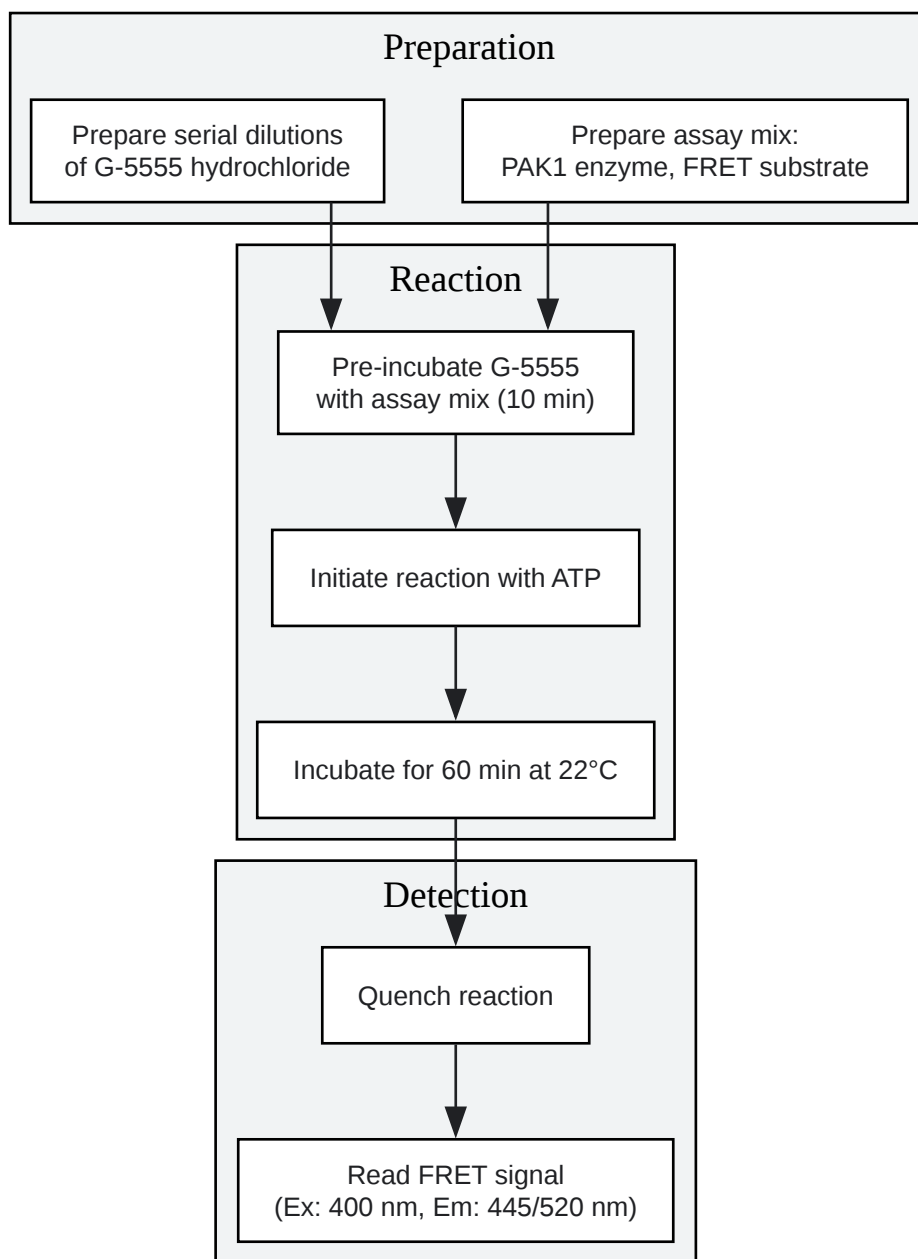 Preparation
Prepare serial dilutions
of G-5555 hydrochloride
Prepare assay mix:
PAK1 enzyme, FRET substrate
Reaction
Pre-incubate G-5555
with assay mix (10 min)
Initiate reaction with ATP
Incubate for 60 min at 22°C
Detection
Quench reaction
Read FRET signal
(Ex: 400 nm, Em: 445/520 nm)